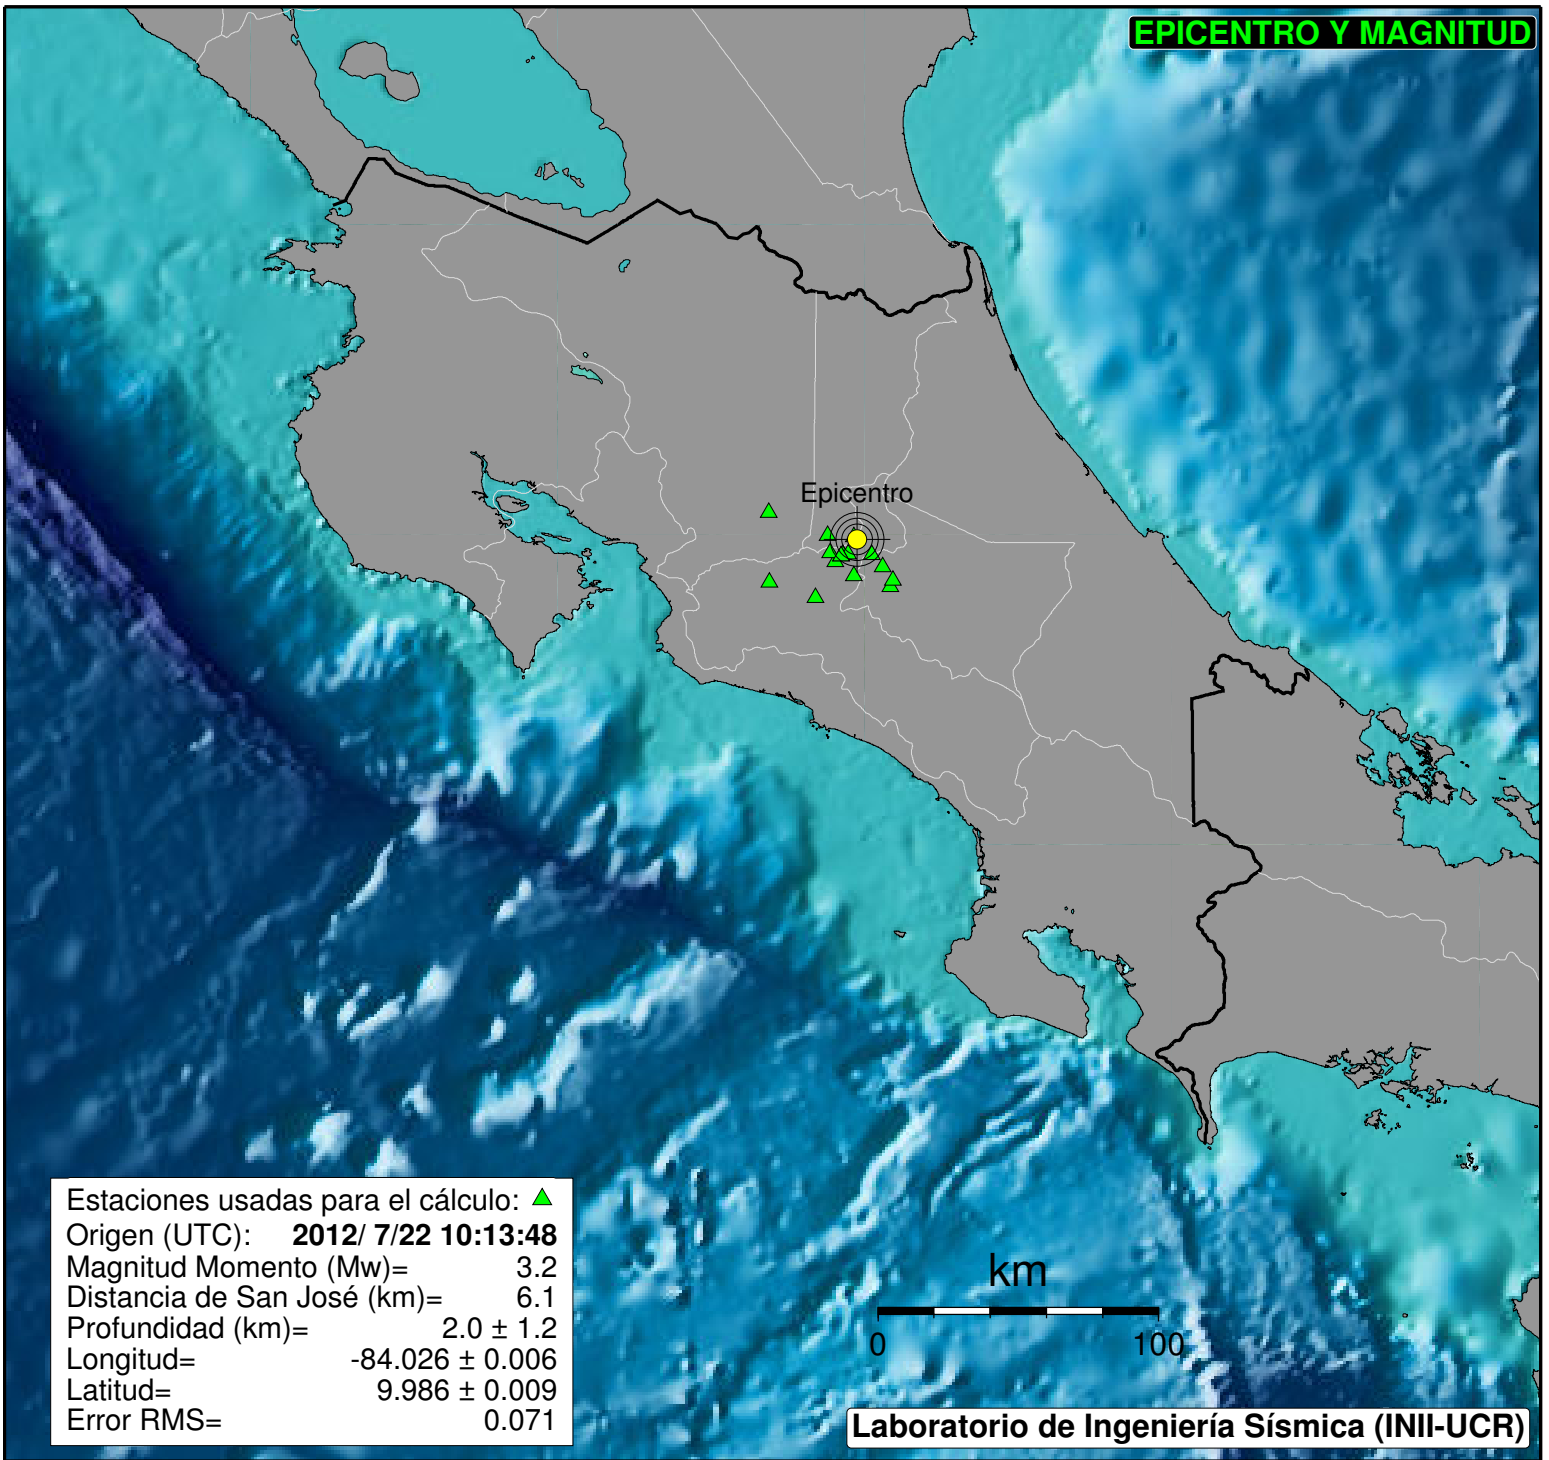 EPICENTRO Y MAGNITUD
Epicentro
Estaciones usadas para el cálculo:
Origen (UTC): 2012/ 7/22 10:13:48
Magnitud Momento (Mw)= 3.2
Distancia de San José (km)= 6.1
Profundidad (km)= 2.0 ± 1.2
Longitud= -84.026 ± 0.006
Latitud= 9.986 ± 0.009
Error RMS= 0.071
km
0 100
Laboratorio de Ingeniería Sísmica (INII-UCR)